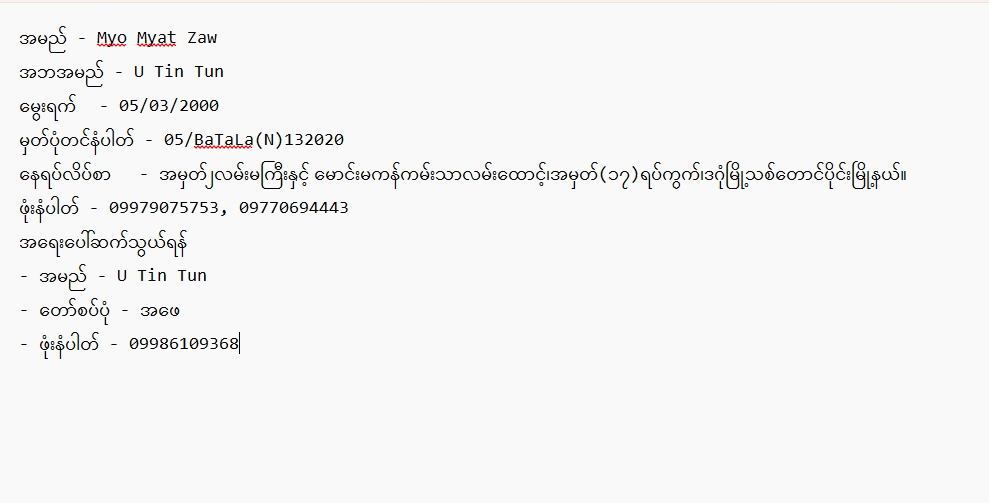 အမည် - Myo Myat Zaw
အဘအမည် - U Tin Tun
မွေးရက် - 05/03/2000
မှတ်ပုံတင်နံပါတ် - 05/BaTaLa(N)132020
နေရပ်လိပ်စာ - အမှတ်၂လမ်းမကြီးနှင့် မောင်းမကန်ကမ်းသာလမ်းထောင့်၊အမှတ်(၁၇)ရပ်ကွက်၊ဒဂုံမြို့သစ်တောင်ပိုင်းမြို့နယ်။
ဖုံးနံပါတ် - 09979075753, 09770694443
အရေးပေါ်ဆက်သွယ်ရန်
- အမည် - U Tin Tun
- တော်စပ်ပုံ - အဖေ
- ဖုံးနံပါတ် - 09986109368